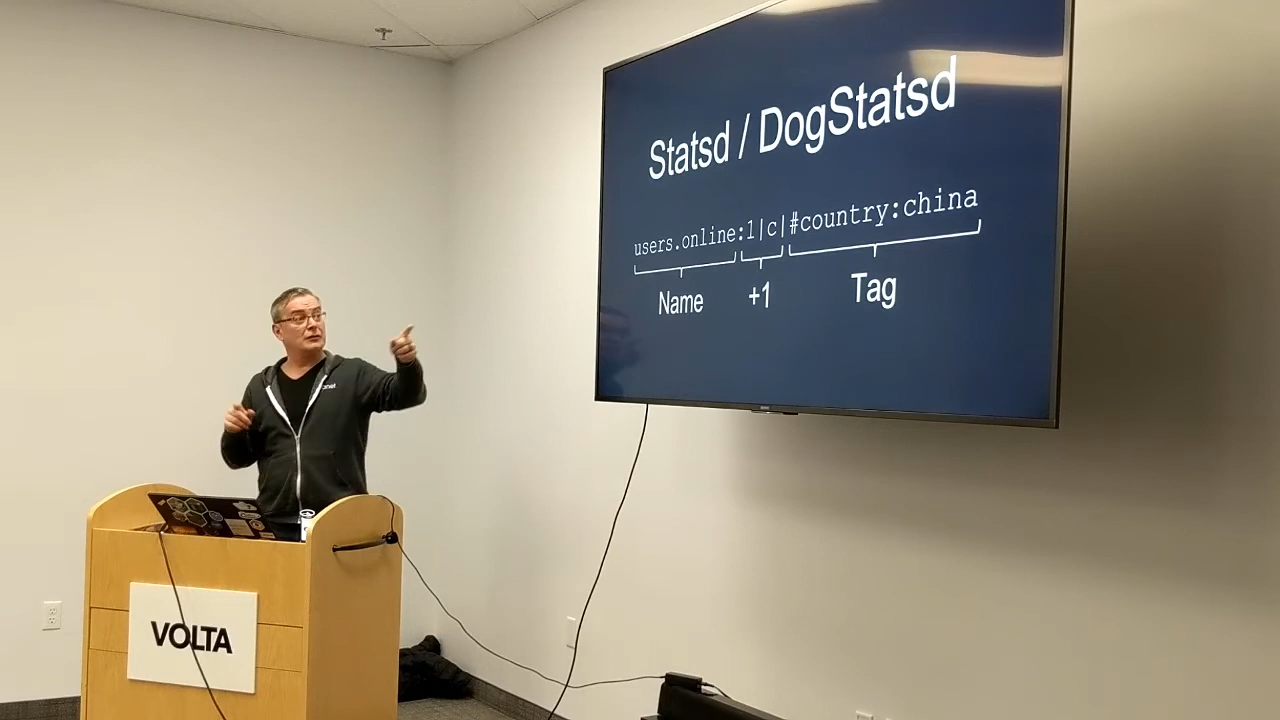 Statsd / DogStatsd
users.online:1|c|#country:china
Name +1 Tag
VOLTA